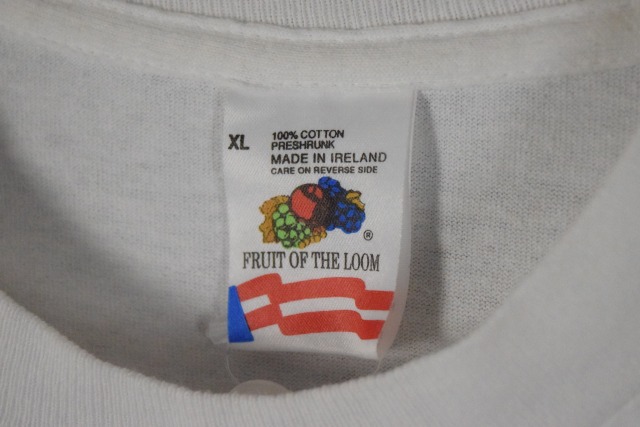 XL
100% COTTON
PRESHRUNK
MADE IN IRELAND
CARE ON REVERSE SIDE
®
FRUIT OF THE LOOM